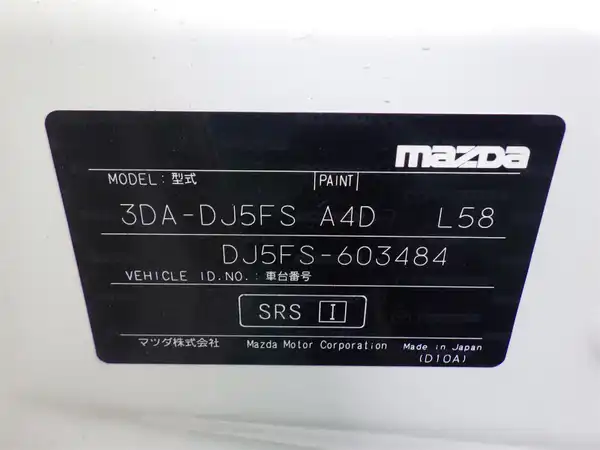 mazda
MODEL: 型式 PAINT
3DA-DJ5FS A4D L58
DJ5FS-603484
VEHICLE I.D.NO.: 車台番号
SRS I
マツダ株式会社 Mazda Motor Corporation Made in Japan
(D10A)